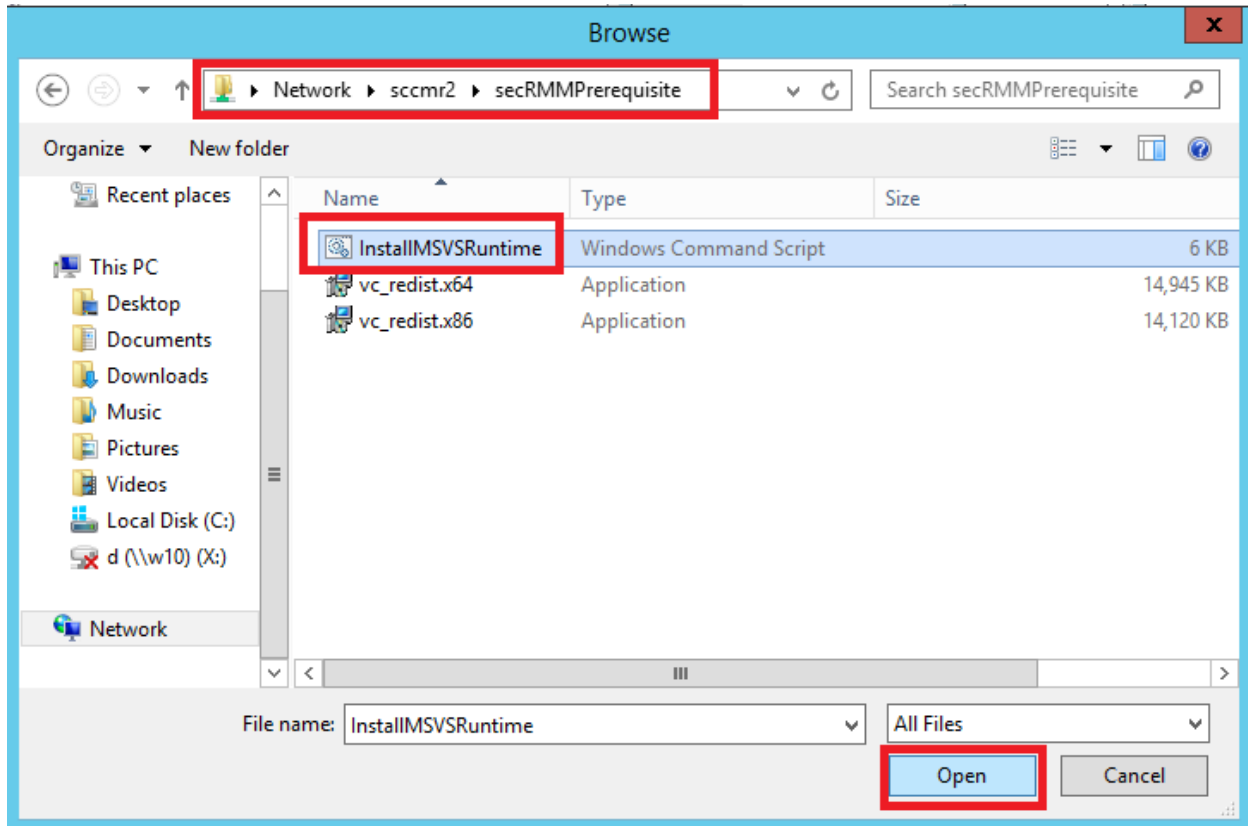 Browse
x
Network sccmr2 secRMMPrerequisite Search secRMMPrerequisite
Organize New folder
Name Type Size
InstallMSVSRuntime Windows Command Script 6 KB
vc_redist.x64 Application 14,945 KB
vc_redist.x86 Application 14,120 KB
Recent places
This PC
Desktop
Documents
Downloads
Music
Pictures
Videos
Local Disk (C:)
d (\\w10) (X:)
Network
File name: InstallMSVSRuntime All Files
Open Cancel